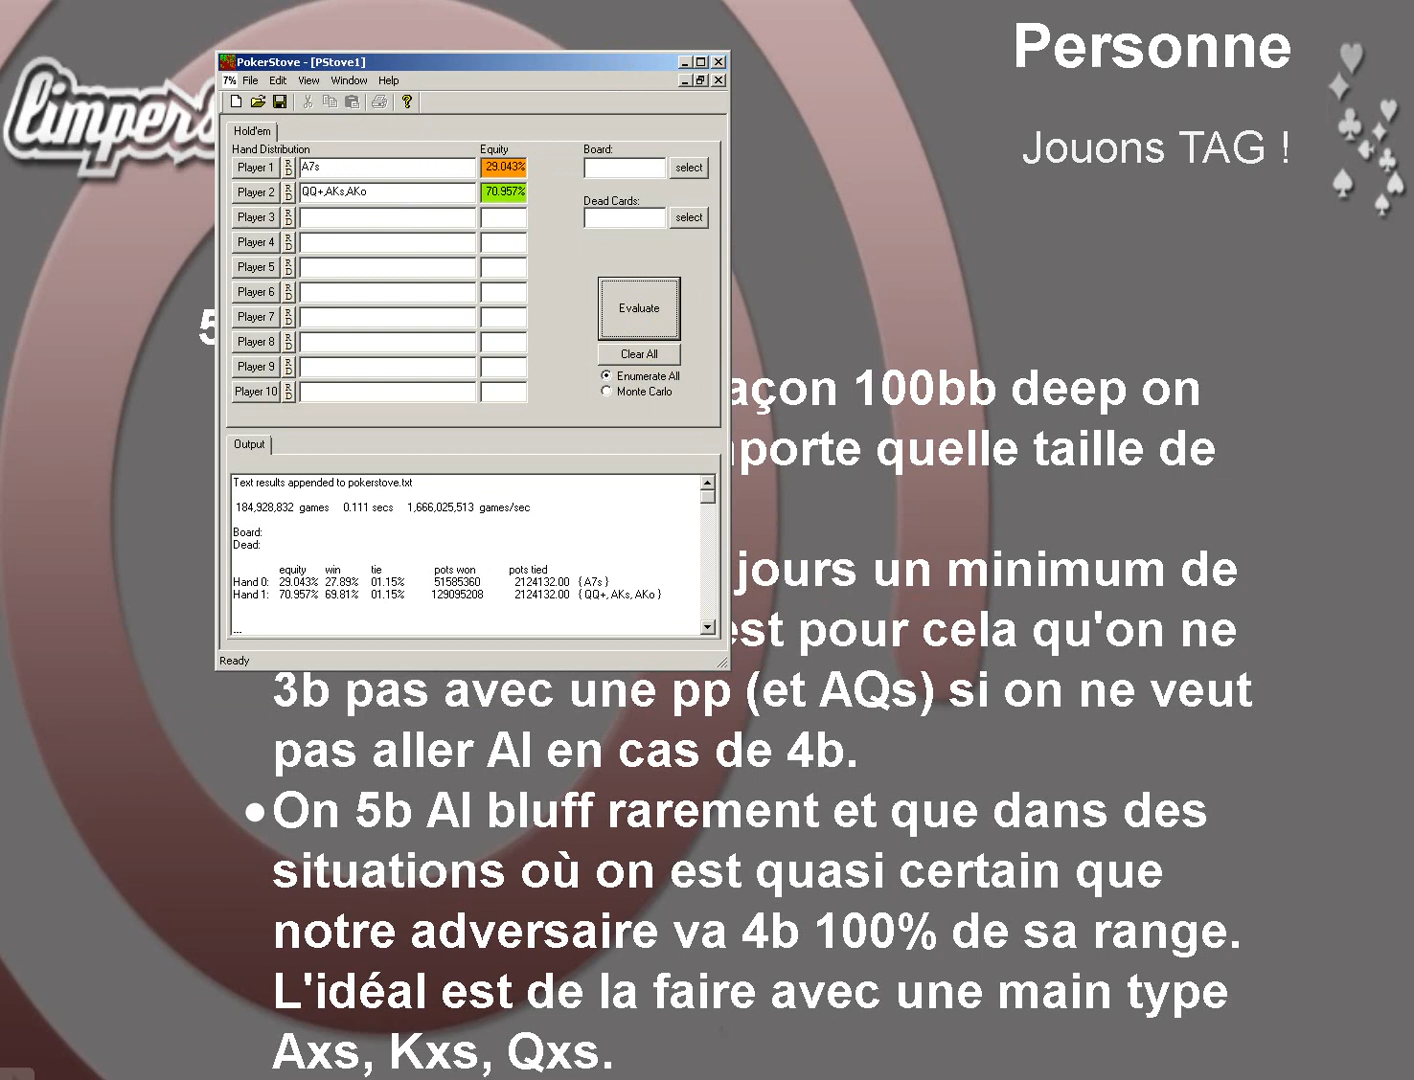 Personne
Jouons TAG !
limpers
PokerStove - [PStove1]
7% File Edit View Window Help
Hold'em
Hand Distribution Equity Board:
Player 1 R D A7s 29.043% select
Player 2 R D QQ+,AKs,AKo 70.957%
Dead Cards:
Player 3 R D select
Player 4 R D
Player 5 R D
Player 6 R D
Player 7 R D
Player 8 R D
Player 9 R D
Player 10 R D
Evaluate
Clear All
Enumerate All
Monte Carlo
Output
Text results appended to pokerstove.txt
184,928,832 games 0.111 secs 1,666,025,513 games/sec
Board:
Dead:
equity win tie pots won pots tied
Hand 0: 29.043% 27.89% 01.15% 51585360 2124132.00 { A7s }
Hand 1: 70.957% 69.81% 01.15% 129095208 2124132.00 { QQ+, AKs, AKo }
...
Ready
5
açon 100bb deep on
porte quelle taille de
jours un minimum de
est pour cela qu'on ne
3b pas avec une pp (et AQs) si on ne veut
pas aller AI en cas de 4b.
•On 5b AI bluff rarement et que dans des
situations où on est quasi certain que
notre adversaire va 4b 100% de sa range.
L'idéal est de la faire avec une main type
Axs, Kxs, Qxs.